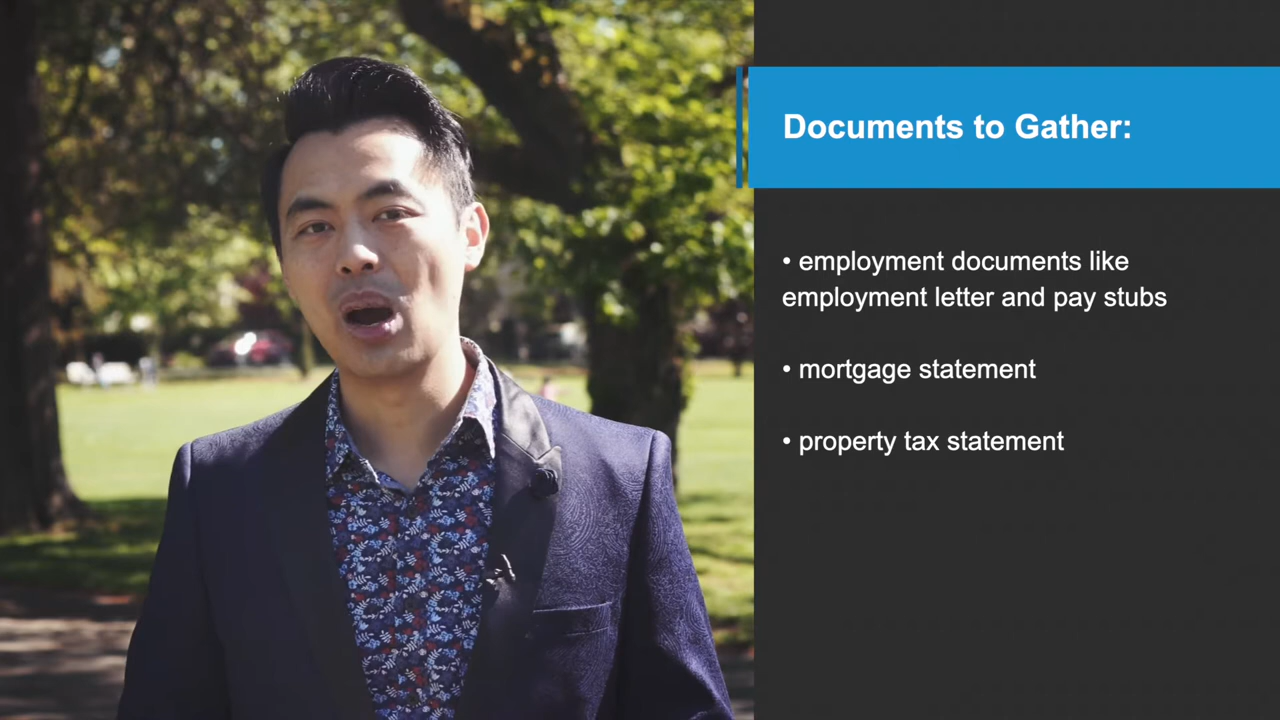 Documents to Gather:
• employment documents like
employment letter and pay stubs
• mortgage statement
• property tax statement